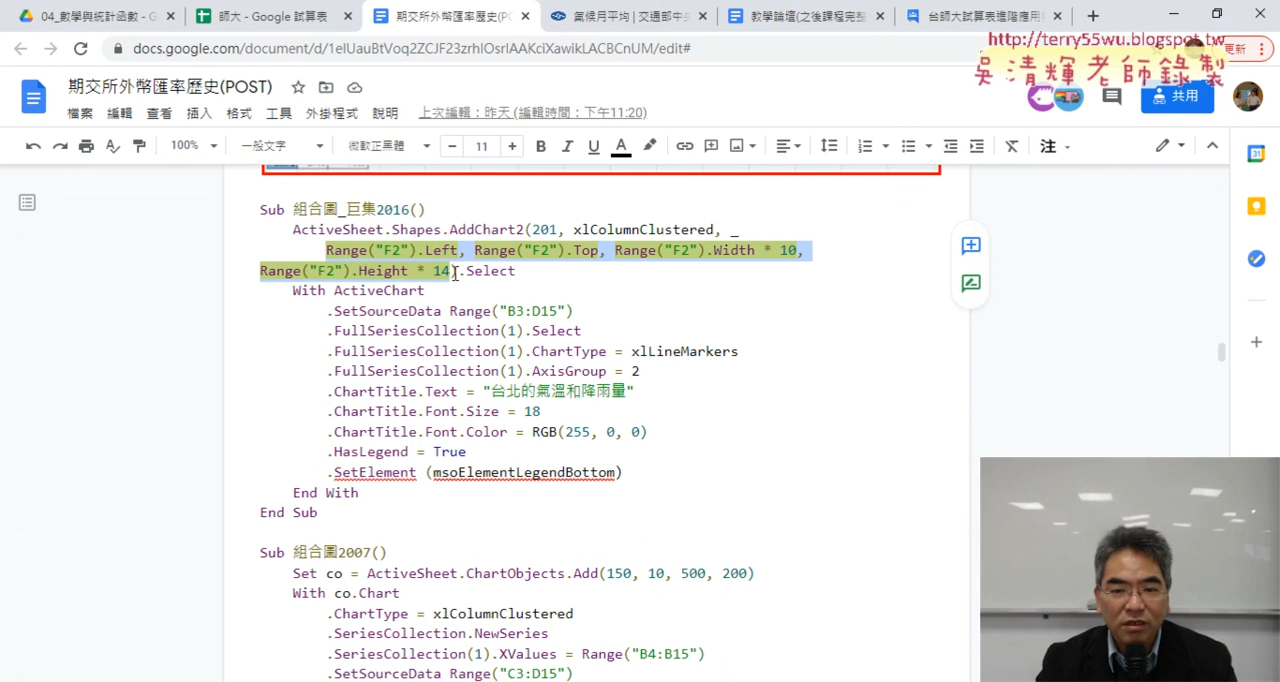 04_數學與統計函數 - G
師大 - Google 試算表
期交所外幣匯率歷史(POST)
氣候月平均 | 交通部中央
教學論壇(之後課程完整
台師大試算表進階應用
docs.google.com/document/d/1elUauBtVoq2ZCJF23zrhIOsrlAAKciXawikLACBCnUM/edit#
更新
http://terry55wu.blogspot.tw
吳清輝老師錄製
期交所外幣匯率歷史(POST)
檔案 編輯 查看 插入 格式 工具 外掛程式 說明 上次編輯:昨天 (編輯時間:下午11:20)
共用
100% 一般文字 微軟正黑體 11 B I U A 注
31
Sub 組合圖_巨集2016()
ActiveSheet.Shapes.AddChart2(201, xlColumnClustered, _
Range("F2").Left, Range("F2").Top, Range("F2").Width * 10,
Range("F2").Height * 14).Select
With ActiveChart
.SetSourceData Range("B3:D15")
.FullSeriesCollection(1).Select
.FullSeriesCollection(1).ChartType = xlLineMarkers
.FullSeriesCollection(1).AxisGroup = 2
.ChartTitle.Text = "台北的氣溫和降雨量"
.ChartTitle.Font.Size = 18
.ChartTitle.Font.Color = RGB(255, 0, 0)
.HasLegend = True
.SetElement (msoElementLegendBottom)
End With
End Sub
Sub 組合圖2007()
Set co = ActiveSheet.ChartObjects.Add(150, 10, 500, 200)
With co.Chart
.ChartType = xlColumnClustered
.SeriesCollection.NewSeries
.SeriesCollection(1).XValues = Range("B4:B15")
.SetSourceData Range("C3:D15")